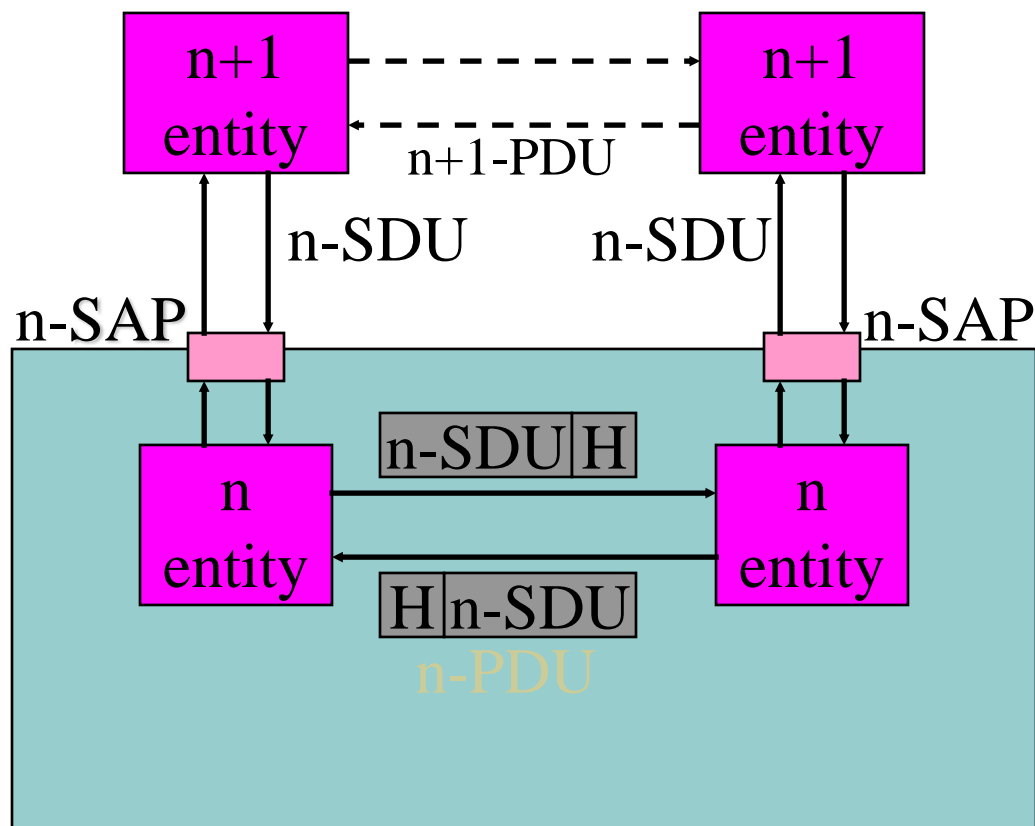 n+1
entity
n+1
entity
n+1-PDU
n-SDU
n-SDU
n-SAP
n-SAP
n-SDU H
n
entity
n
entity
H n-SDU
n-PDU